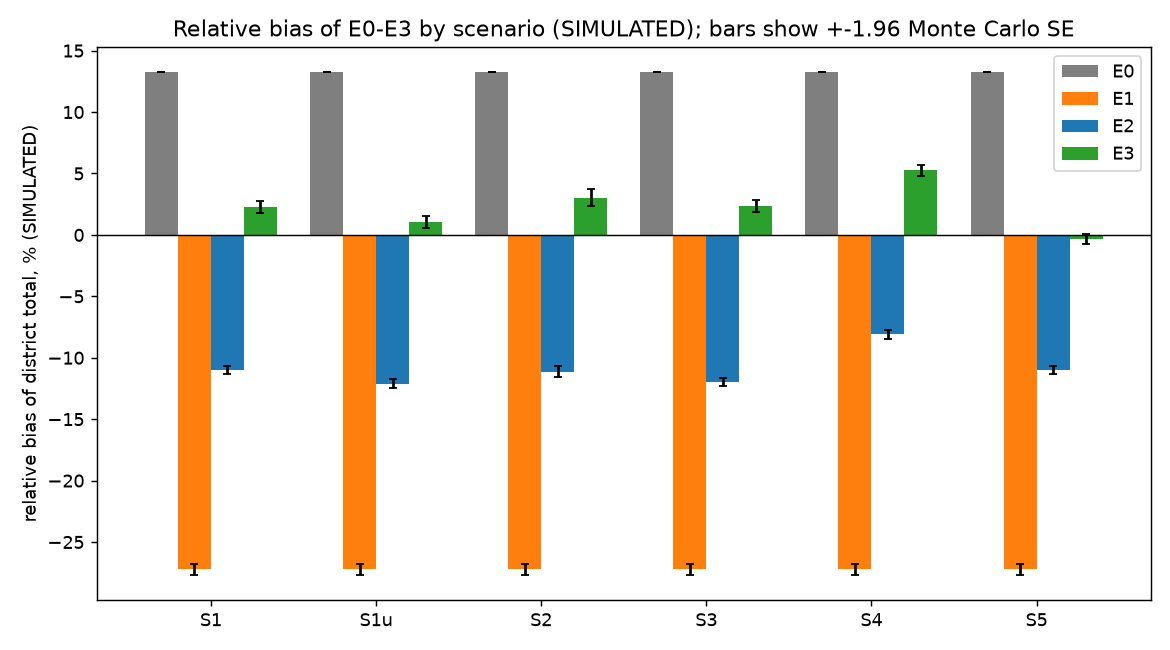 Relative bias of E0-E3 by scenario (SIMULATED); bars show +-1.96 Monte Carlo SE
relative bias of district total, % (SIMULATED)
15
10
5
0
−5
−10
−15
−20
−25
E0
E1
E2
E3
S1
S1u
S2
S3
S4
S5